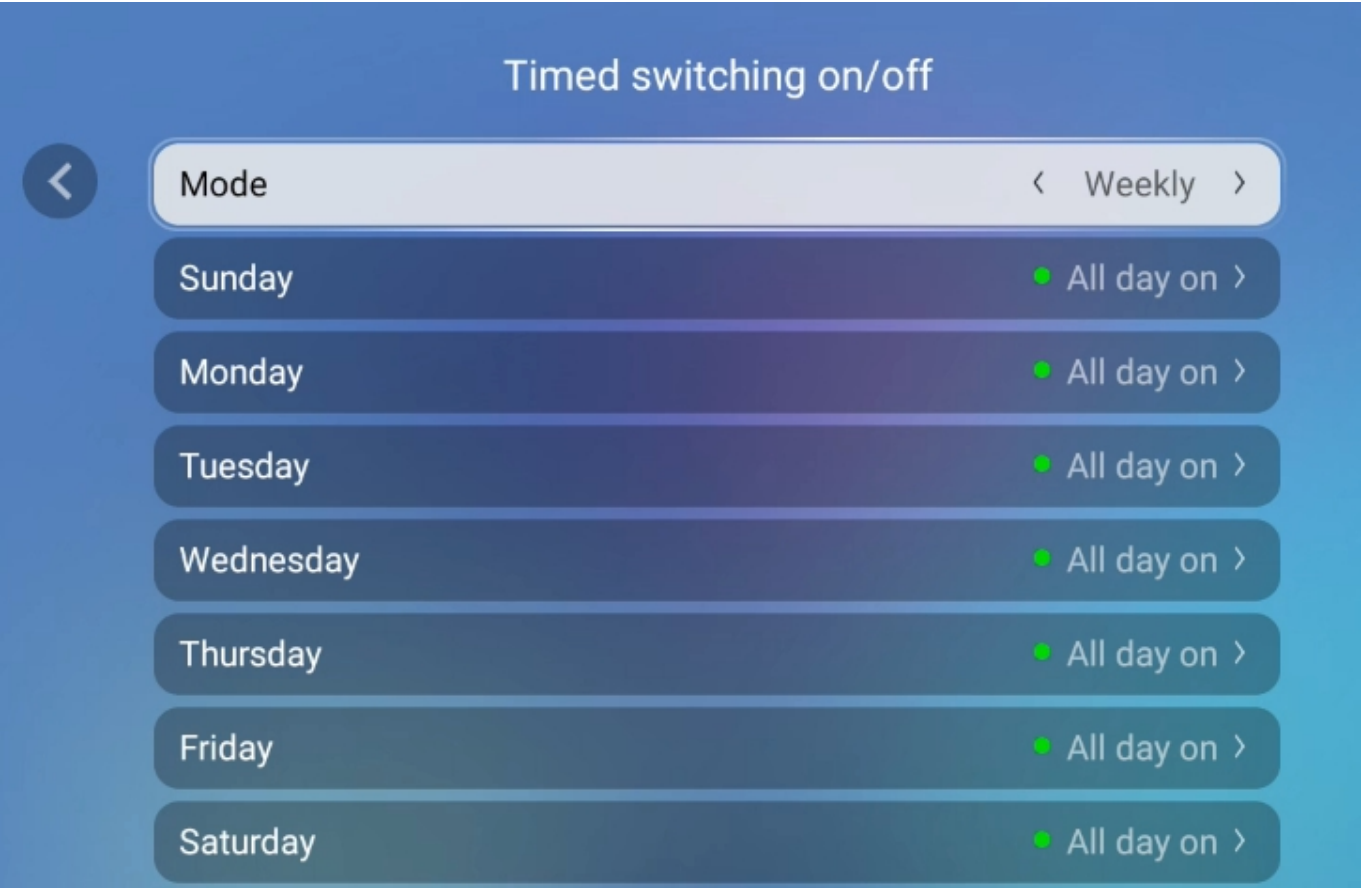 Timed switching on/off
Mode < Weekly >
Sunday All day on >
Monday All day on >
Tuesday All day on >
Wednesday All day on >
Thursday All day on >
Friday All day on >
Saturday All day on >